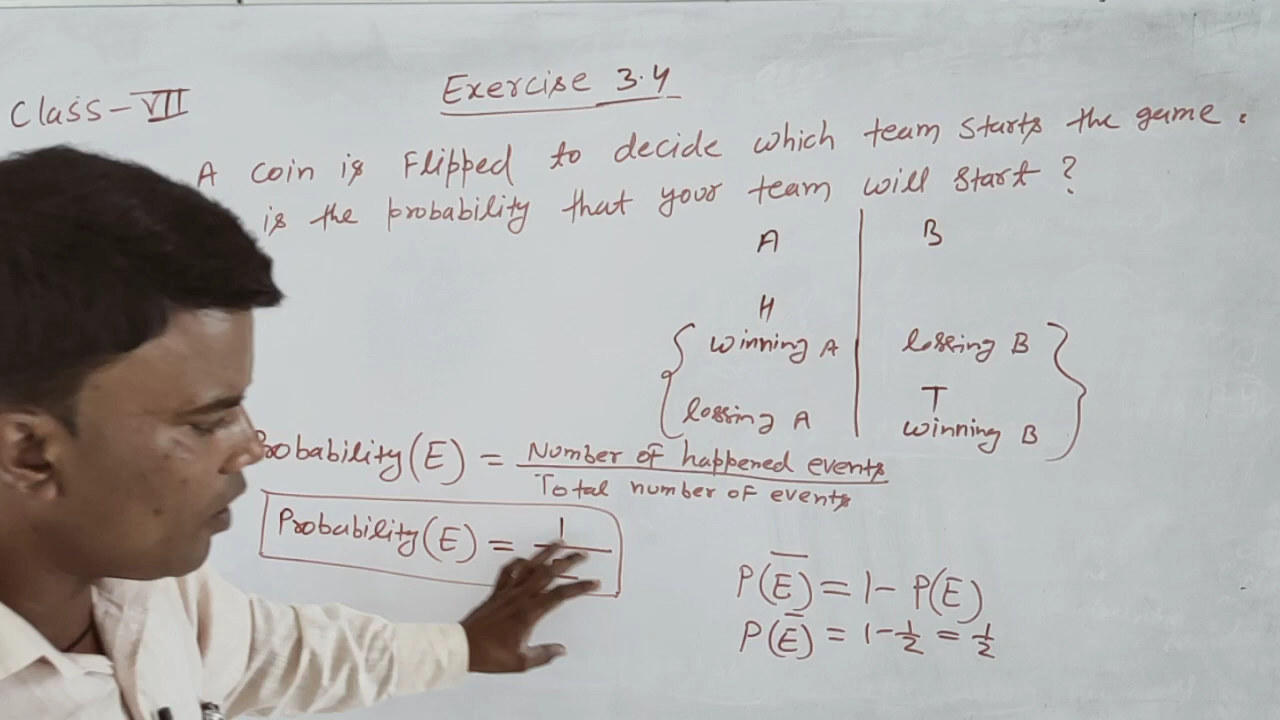 Class-VII
Exercise 3.4
A coin is Flipped to decide which team starts the game.
is the probability that your team will start?
A B
H
winning A lossing B
T
lossing A winning B
robability(E) = Number of happened events
Total number of events
Probability(E) = 1
P(E̅) = 1- P(E)
P(E̅) = 1-1/2 = 1/2